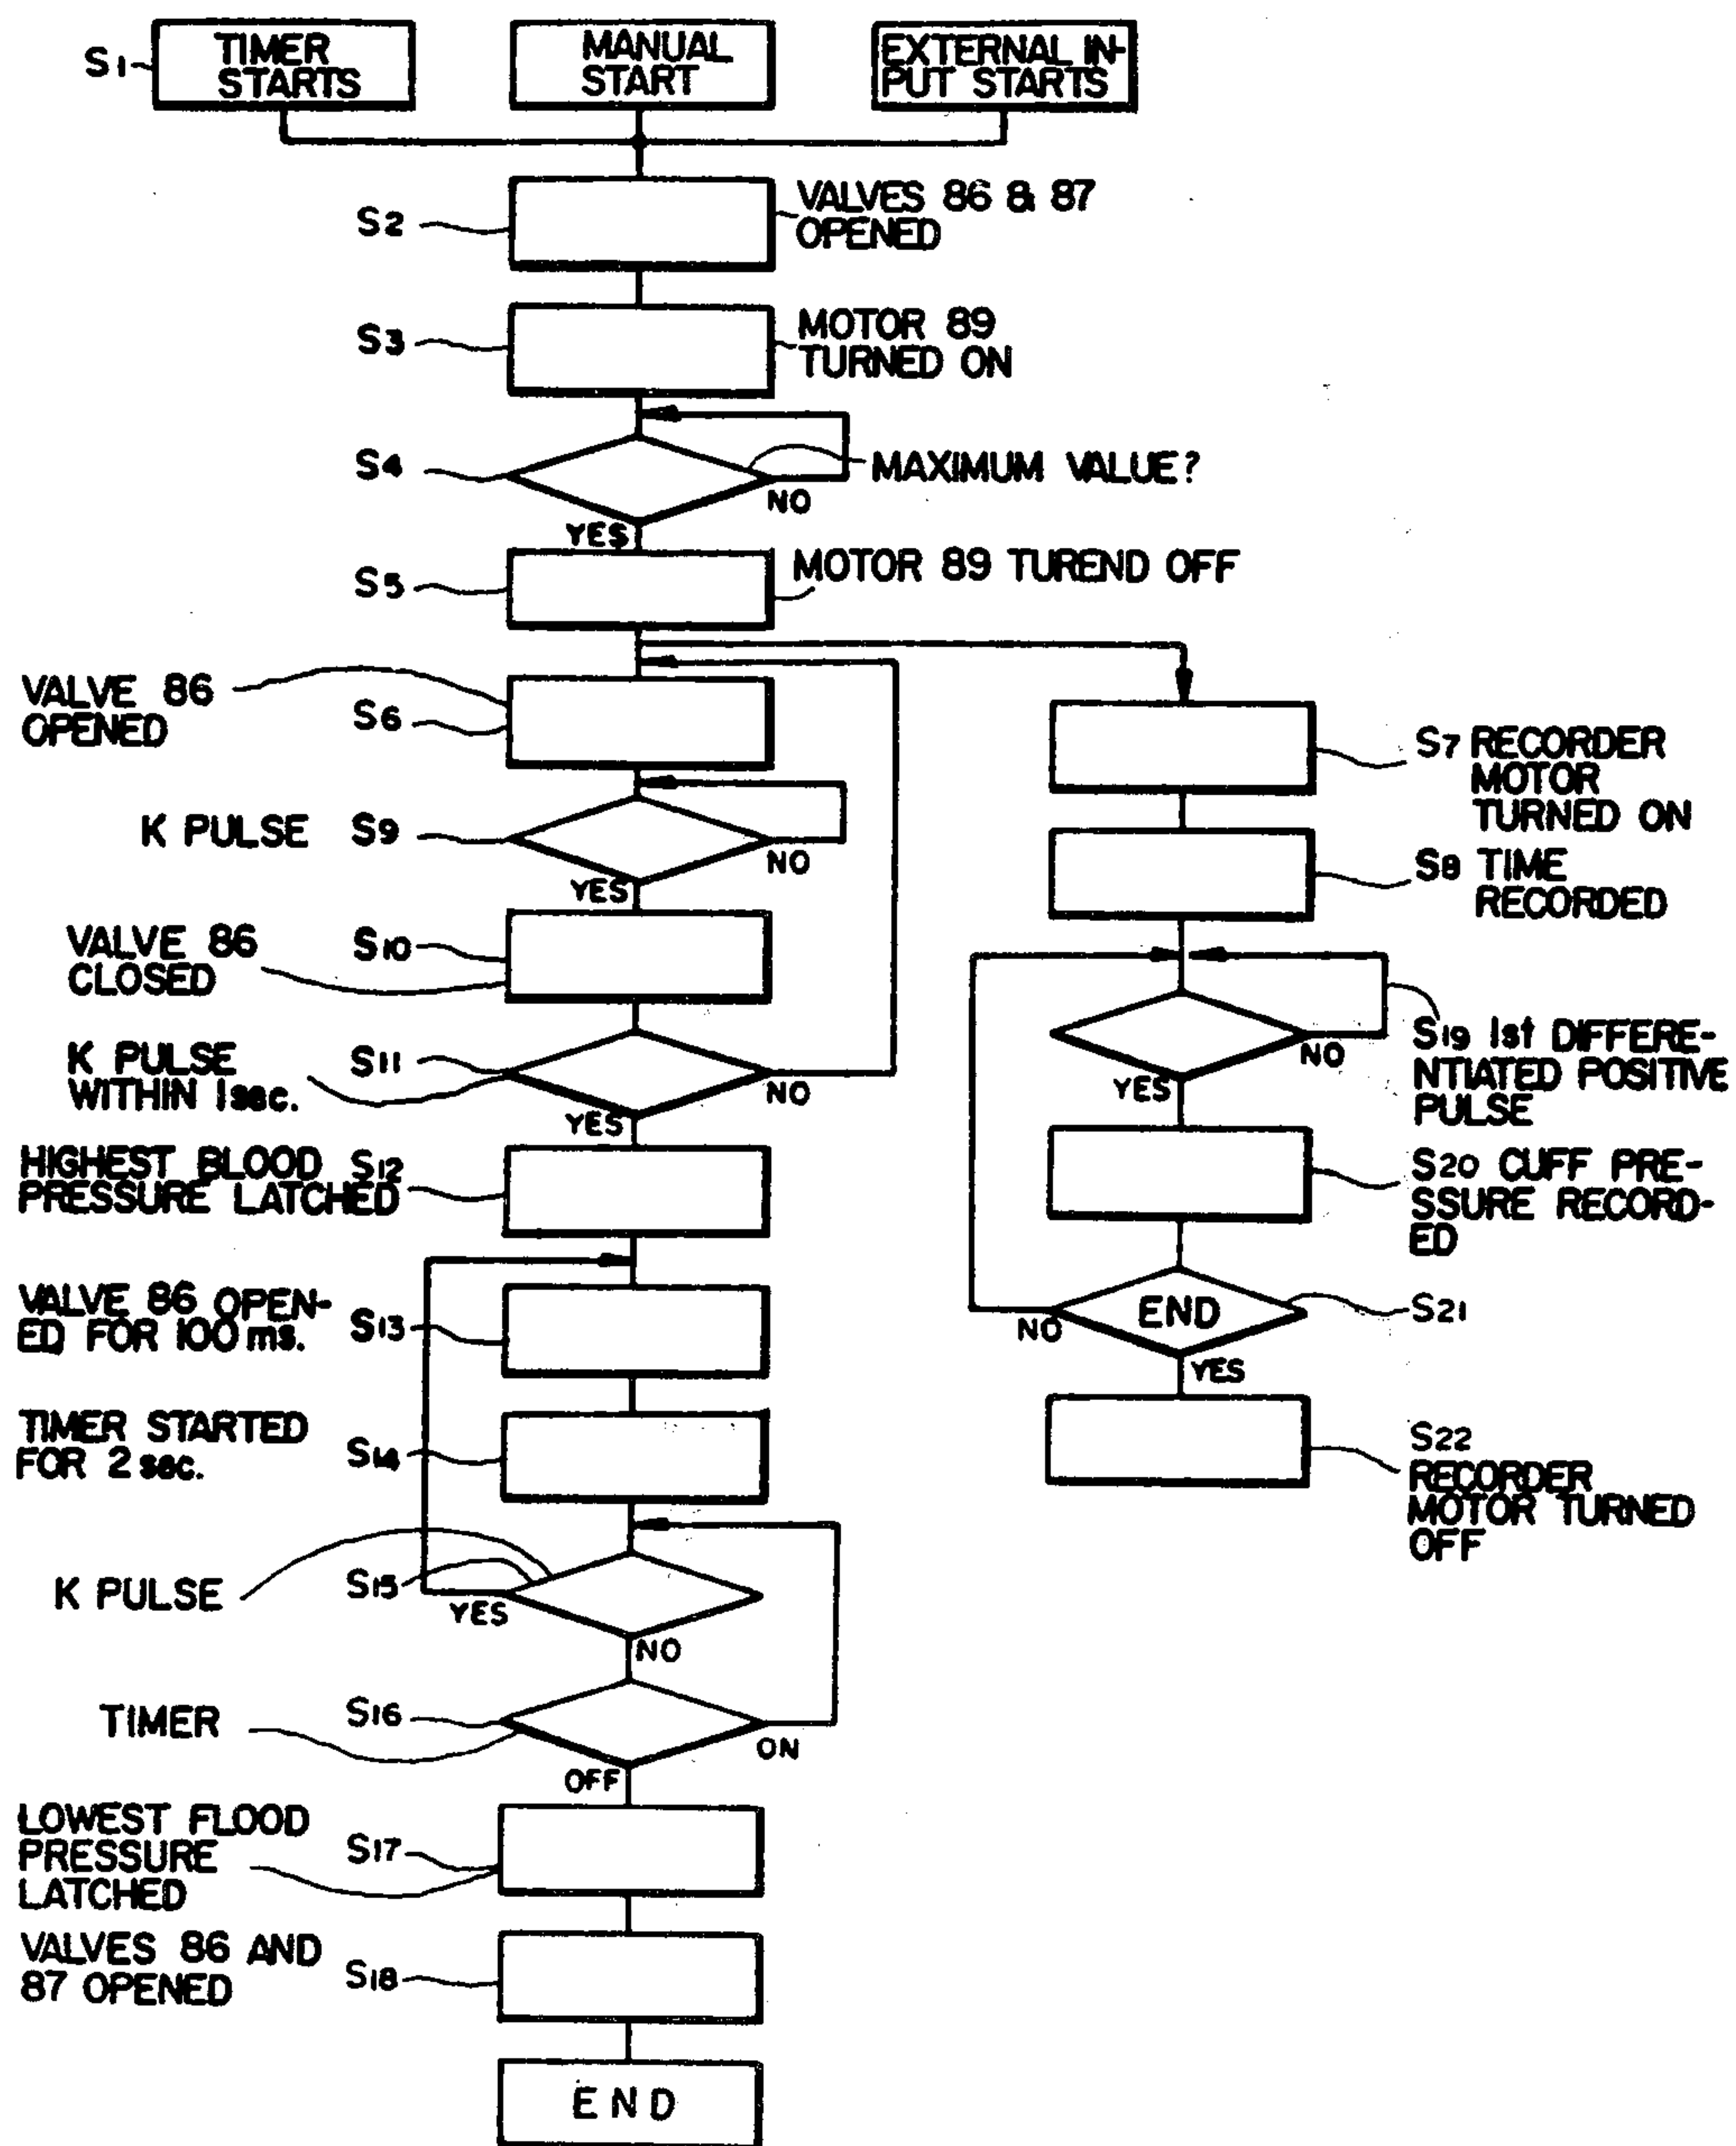 S1
TIMER
STARTS
MANUAL
START
EXTERNAL IN-
PUT STARTS
S2
VALVES 86 & 87
OPENED
S3
MOTOR 89
TURNED ON
S4
MAXIMUM VALUE?
NO
YES
S5
MOTOR 89 TUREND OFF
VALVE 86
OPENED
S6
K PULSE
S9
NO
YES
VALVE 86
CLOSED
S10
K PULSE
WITHIN 1sec.
S11
NO
YES
HIGHEST BLOOD
PRESSURE LATCHED
S12
VALVE 86 OPEN-
ED FOR 100ms.
S13
TIMER STARTED
FOR 2 sec.
S14
K PULSE
S15
YES
NO
TIMER
S16
ON
OFF
LOWEST FLOOD
PRESSURE
LATCHED
S17
VALVES 86 AND
87 OPENED
S18
END
S7 RECORDER
MOTOR
TURNED ON
S8 TIME
RECORDED
S19 1st DIFFERE-
NTIATED POSITIVE
PULSE
NO
YES
S20 CUFF PRE-
SSURE RECORD-
ED
END
S21
NO
YES
S22
RECORDER
MOTOR TURNED
OFF